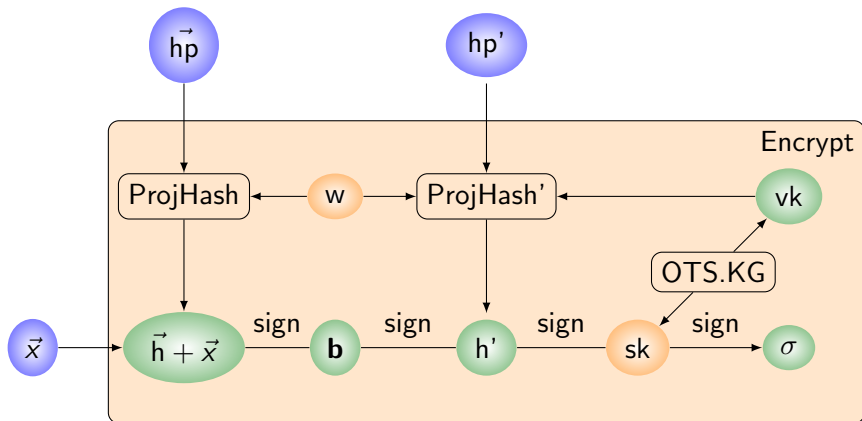 h⃗p hp'
Encrypt
ProjHash w ProjHash' vk
OTS.KG
sign sign sign sign
x⃗ h⃗ + x⃗ b h' sk σ